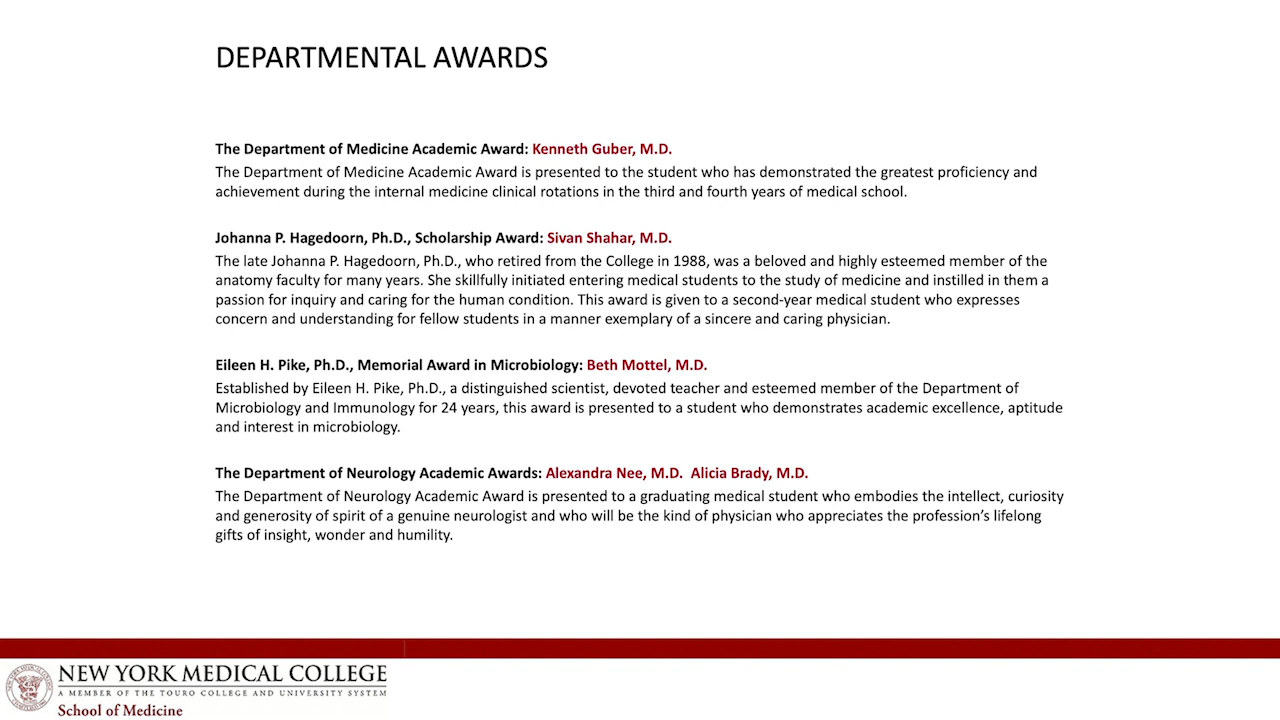 DEPARTMENTAL AWARDS
The Department of Medicine Academic Award: Kenneth Guber, M.D.
The Department of Medicine Academic Award is presented to the student who has demonstrated the greatest proficiency and
achievement during the internal medicine clinical rotations in the third and fourth years of medical school.
Johanna P. Hagedoorn, Ph.D., Scholarship Award: Sivan Shahar, M.D.
The late Johanna P. Hagedoorn, Ph.D., who retired from the College in 1988, was a beloved and highly esteemed member of the
anatomy faculty for many years. She skillfully initiated entering medical students to the study of medicine and instilled in them a
passion for inquiry and caring for the human condition. This award is given to a second-year medical student who expresses
concern and understanding for fellow students in a manner exemplary of a sincere and caring physician.
Eileen H. Pike, Ph.D., Memorial Award in Microbiology: Beth Mottel, M.D.
Established by Eileen H. Pike, Ph.D., a distinguished scientist, devoted teacher and esteemed member of the Department of
Microbiology and Immunology for 24 years, this award is presented to a student who demonstrates academic excellence, aptitude
and interest in microbiology.
The Department of Neurology Academic Awards: Alexandra Nee, M.D.  Alicia Brady, M.D.
The Department of Neurology Academic Award is presented to a graduating medical student who embodies the intellect, curiosity
and generosity of spirit of a genuine neurologist and who will be the kind of physician who appreciates the profession’s lifelong
gifts of insight, wonder and humility.
NEW YORK MEDICAL COLLEGE
A MEMBER OF THE TOURO COLLEGE AND UNIVERSITY SYSTEM
School of Medicine